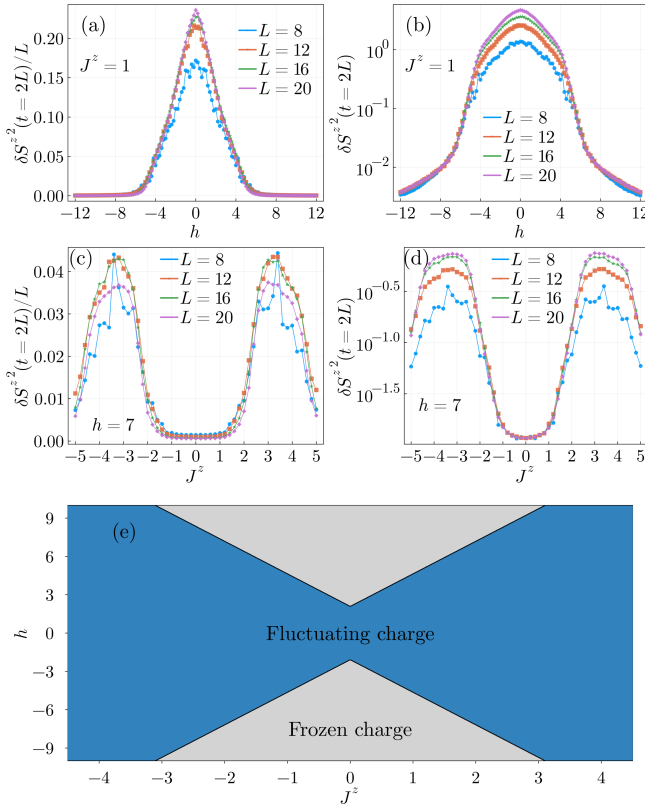 (a)
δS^{z 2}(t = 2L)/L
0.20
0.15
0.10
0.05
0.00
J^z = 1
L = 8
L = 12
L = 16
L = 20
−12 −8 −4 0 4 8 12
h
(b)
δS^{z 2}(t = 2L)
10^0
10^{−1}
10^{−2}
J^z = 1
L = 8
L = 12
L = 16
L = 20
−12 −8 −4 0 4 8 12
h
(c)
δS^{z 2}(t = 2L)/L
0.04
0.03
0.02
0.01
0.00
L = 8
L = 12
L = 16
L = 20
h = 7
−5 −4 −3 −2 −1 0 1 2 3 4 5
J^z
(d)
δS^{z 2}(t = 2L)
10^{−0.5}
10^{−1.0}
10^{−1.5}
L = 8
L = 12
L = 16
L = 20
h = 7
−5 −4 −3 −2 −1 0 1 2 3 4 5
J^z
(e)
h
9
6
3
0
−3
−6
−9
Fluctuating charge
Frozen charge
−4 −3 −2 −1 0 1 2 3 4
J^z